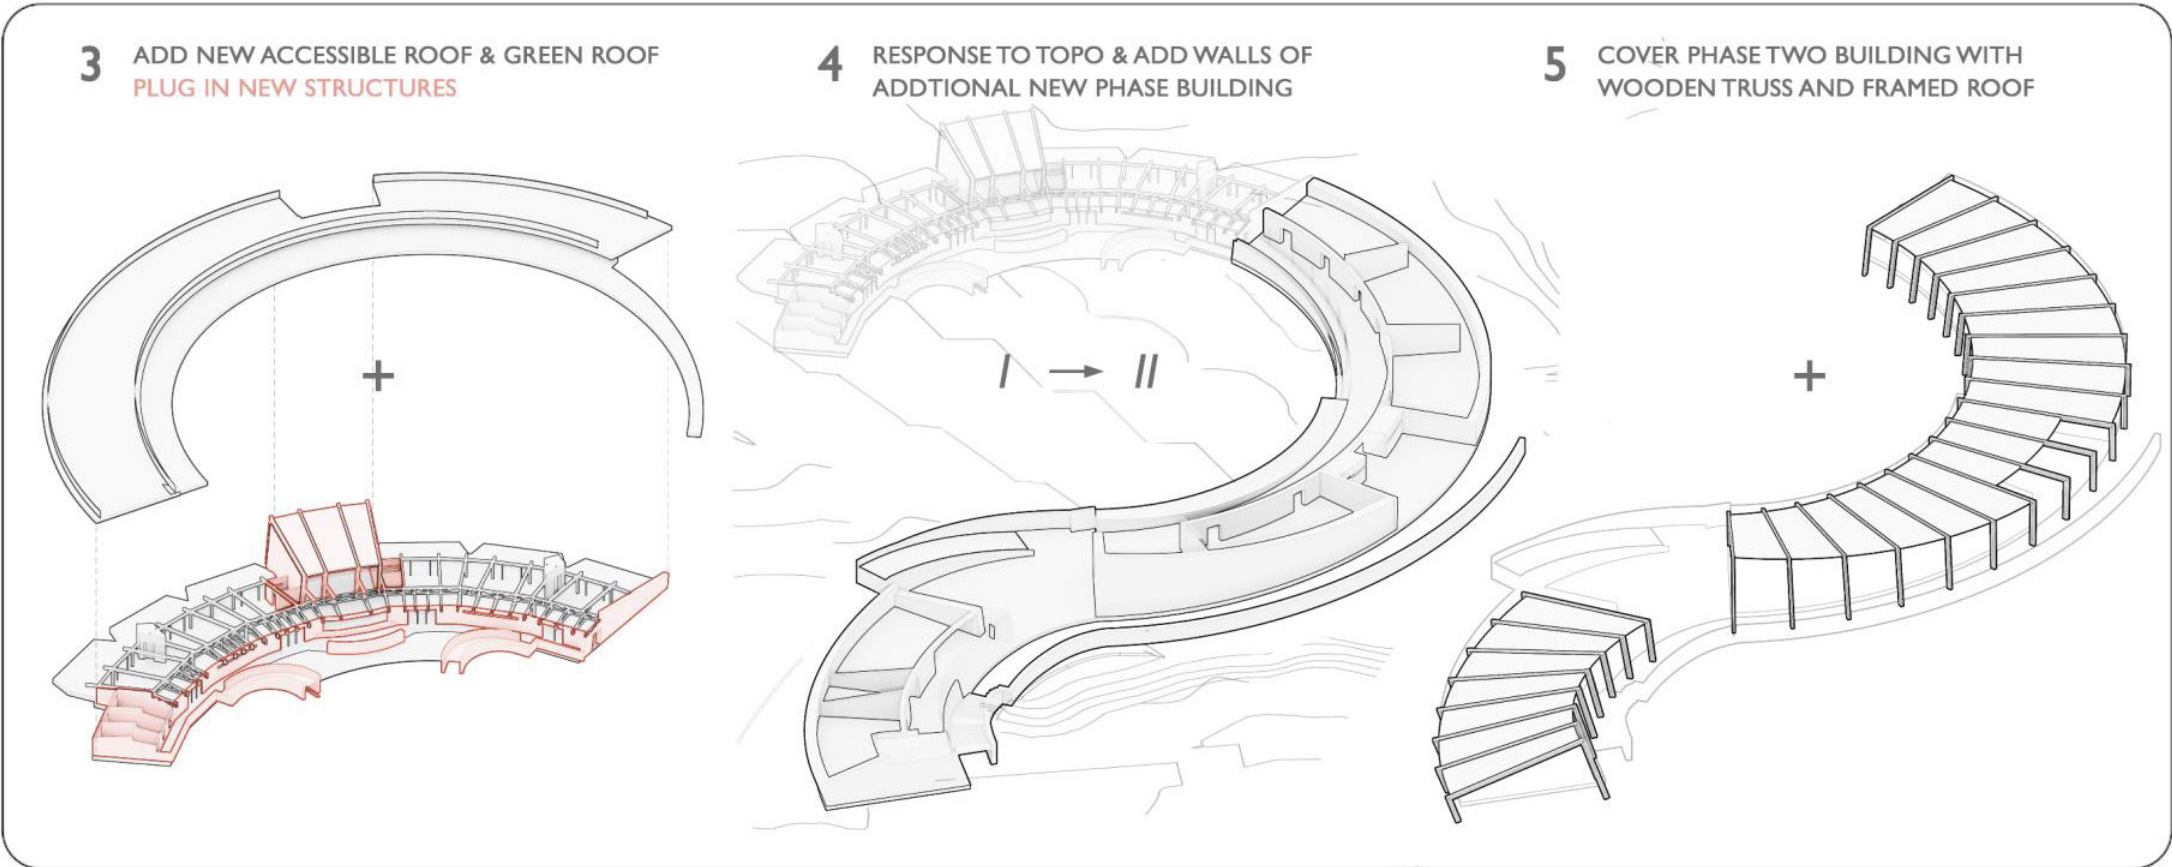 3 ADD NEW ACCESSIBLE ROOF & GREEN ROOF
PLUG IN NEW STRUCTURES
4 RESPONSE TO TOPO & ADD WALLS OF
ADDTIONAL NEW PHASE BUILDING
5 COVER PHASE TWO BUILDING WITH
WOODEN TRUSS AND FRAMED ROOF
+
I → II
+